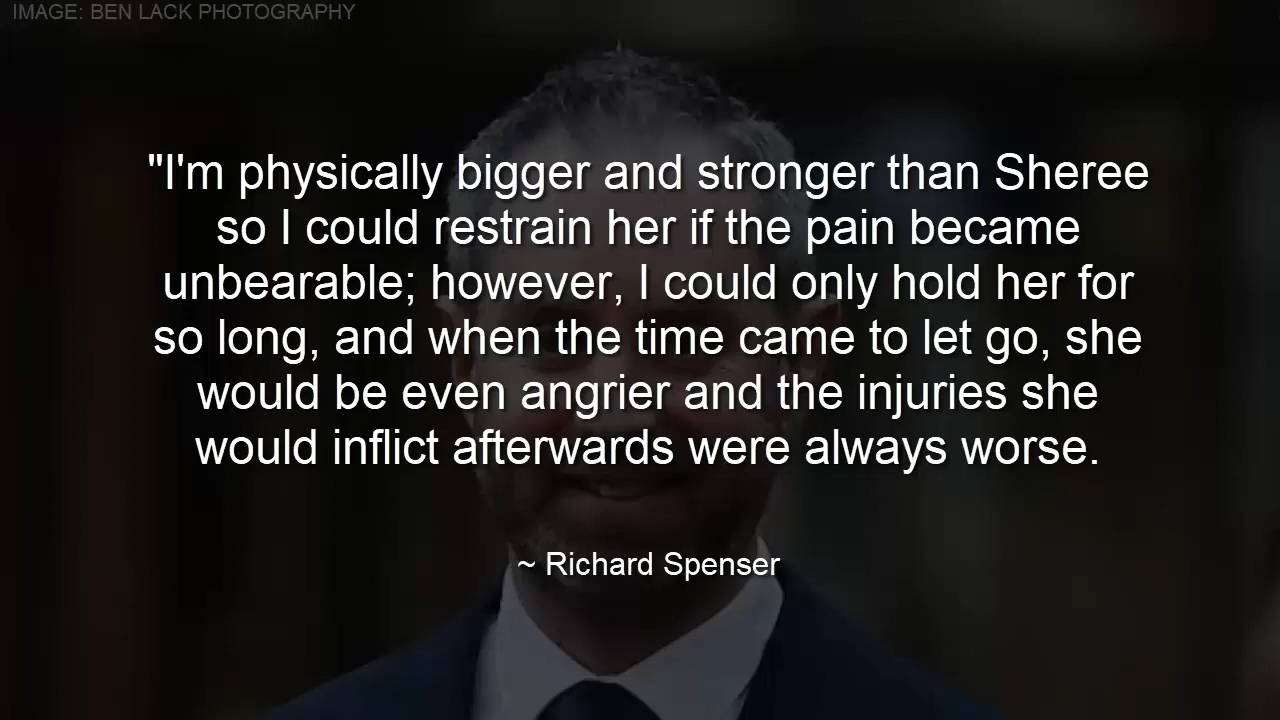 IMAGE: BEN LACK PHOTOGRAPHY
"I'm physically bigger and stronger than Sheree
so I could restrain her if the pain became
unbearable; however, I could only hold her for
so long, and when the time came to let go, she
would be even angrier and the injuries she
would inflict afterwards were always worse.
~ Richard Spenser